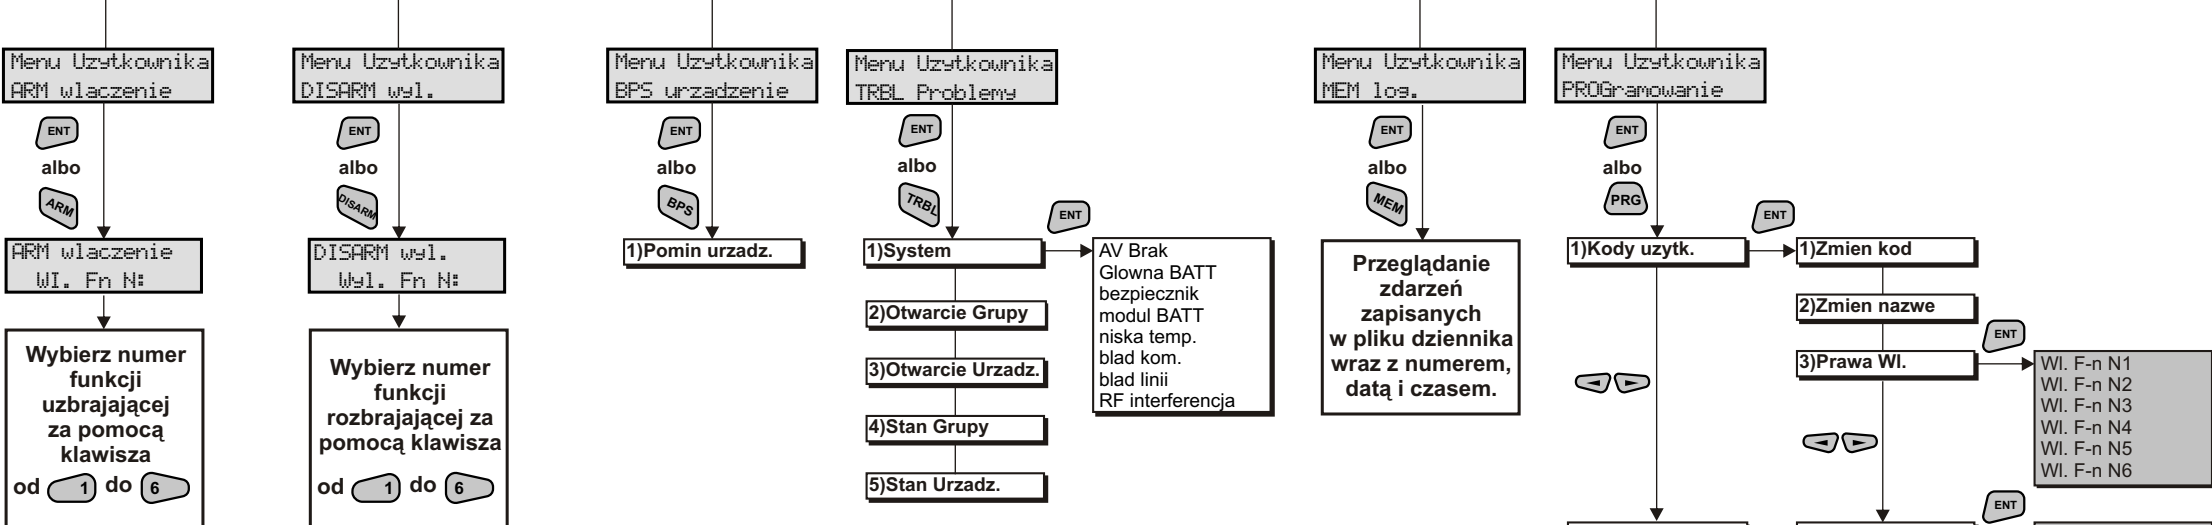 Menu Uzytkownika
ARM wlaczenie
ENT
albo
ARM
ARM wlaczenie
WI. Fn N:
Wybierz numer
funkcji
uzbrajającej
za pomocą
klawisza
od 1 do 6
Menu Uzytkownika
DISARM wyl.
ENT
albo
DISARM
DISARM wyl.
Wyl. Fn N:
Wybierz numer
funkcji
rozbrajającej za
pomocą klawisza
od 1 do 6
Menu Uzytkownika
BPS urzadzenie
ENT
albo
BPS
1)Pomin urzadz.
Menu Uzytkownika
TRBL Problemy
ENT
albo
TRBL
1)System
2)Otwarcie Grupy
3)Otwarcie Urzadz.
4)Stan Grupy
5)Stan Urzadz.
ENT
AV Brak
Glowna BATT
bezpiecznik
modul BATT
niska temp.
blad kom.
blad linii
RF interferencja
Menu Uzytkownika
MEM log.
ENT
albo
MEM
Przeglądanie
zdarzeń
zapisanych
w pliku dziennika
wraz z numerem,
datą i czasem.
Menu Uzytkownika
PROGramowanie
ENT
albo
PRG
1)Kody uzytk.
ENT
1)Zmien kod
2)Zmien nazwe
3)Prawa Wl.
ENT
Wl. F-n N1
Wl. F-n N2
Wl. F-n N3
Wl. F-n N4
Wl. F-n N5
Wl. F-n N6
ENT